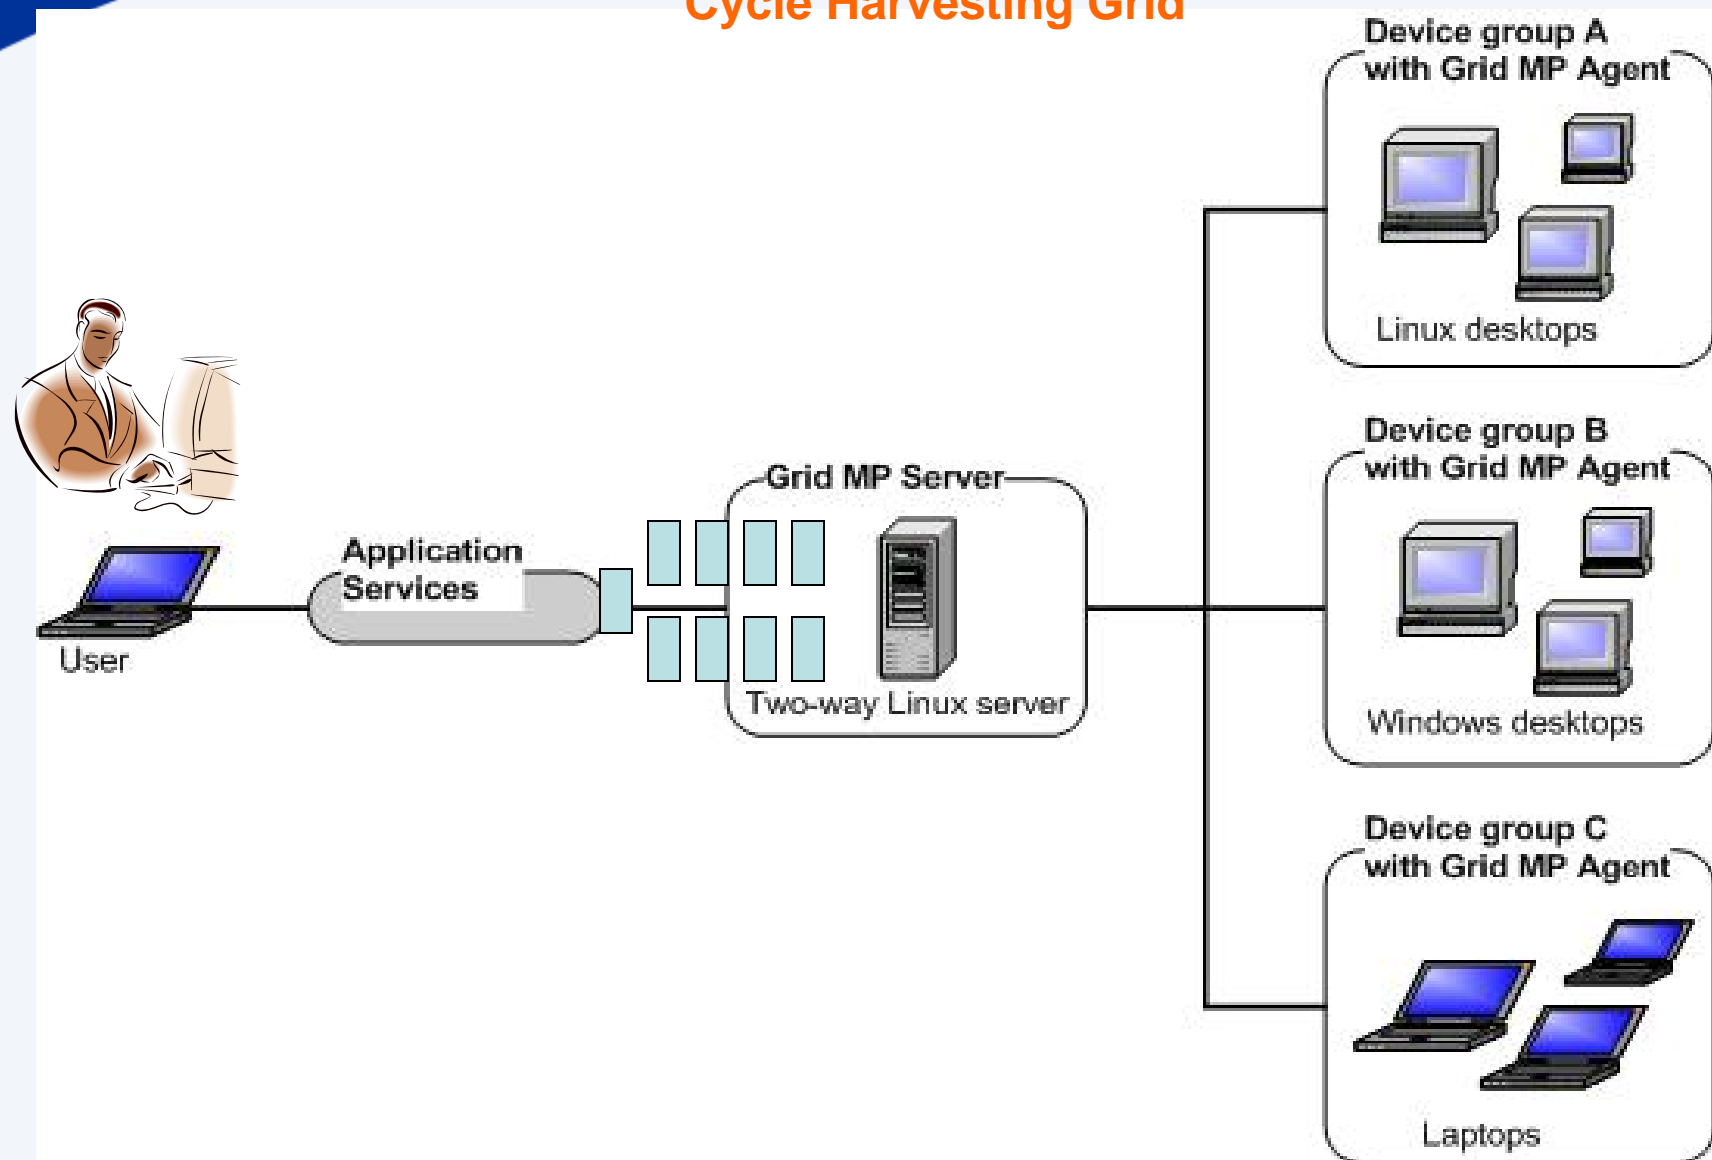 Cycle Harvesting Grid
Device group A
with Grid MP Agent
Linux desktops
Device group B
with Grid MP Agent
Windows desktops
Device group C
with Grid MP Agent
Laptops
Grid MP Server
Two-way Linux server
Application
Services
User